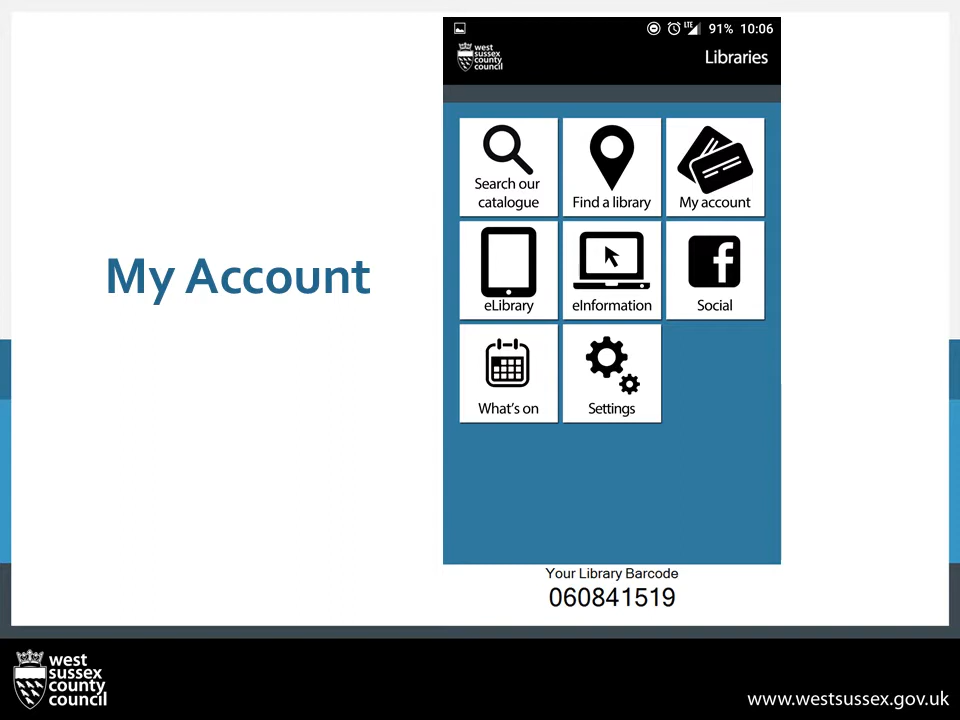 LTE 91% 10:06
west
sussex
county
council
Libraries
Search our
catalogue
Find a library
My account
eLibrary
eInformation
Social
What's on
Settings
My Account
Your Library Barcode
060841519
west
sussex
county
council
www.westsussex.gov.uk